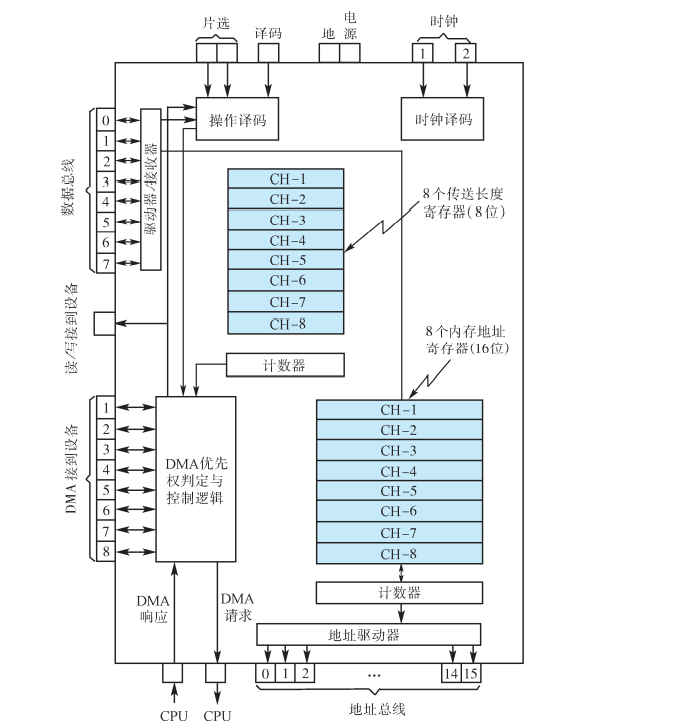 片选
译码
地
电源
时钟
1
2
操作译码
时钟译码
数据总线
0
1
2
3
4
5
6
7
驱动器/接收器
CH-1
CH-2
CH-3
CH-4
CH-5
CH-6
CH-7
CH-8
8个传送长度
寄存器(8位)
读/写接到设备
计数器
8个内存地址
寄存器(16位)
DMA接到设备
1
2
3
4
5
6
7
8
DMA优先
权判定与
控制逻辑
CH-1
CH-2
CH-3
CH-4
CH-5
CH-6
CH-7
CH-8
计数器
DMA
响应
DMA
请求
地址驱动器
0
1
2
...
14
15
CPU
CPU
地址总线